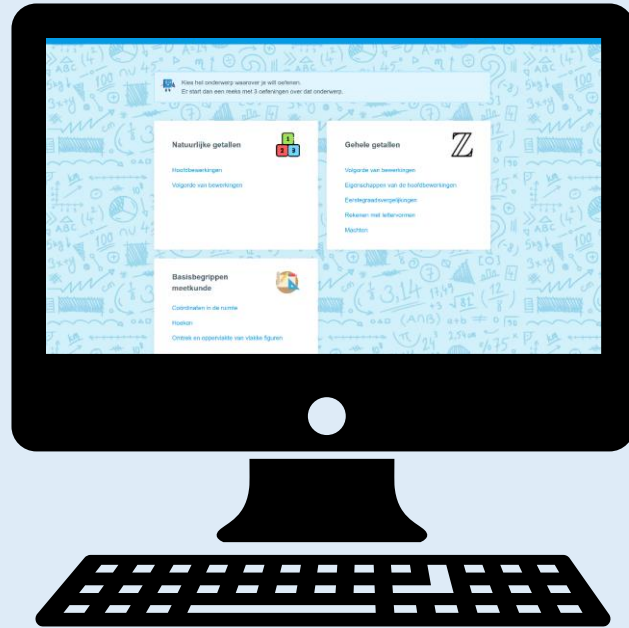 Kies het onderwerp waarover je wil oefenen.
Er start dan een reeks met 3 oefeningen over dat onderwerp.
Natuurlijke getallen
Hoofdbewerkingen
Volgorde van bewerkingen
Gehele getallen
Volgorde van bewerkingen
Eigenschappen van de hoofdbewerkingen
Eerstegraadsvergelijkingen
Rekenen met lettervormen
Machten
Basisbegrippen
meetkunde
Coördinaten in de ruimte
Hoeken
Omtrek en oppervlakte van vlakke figuren